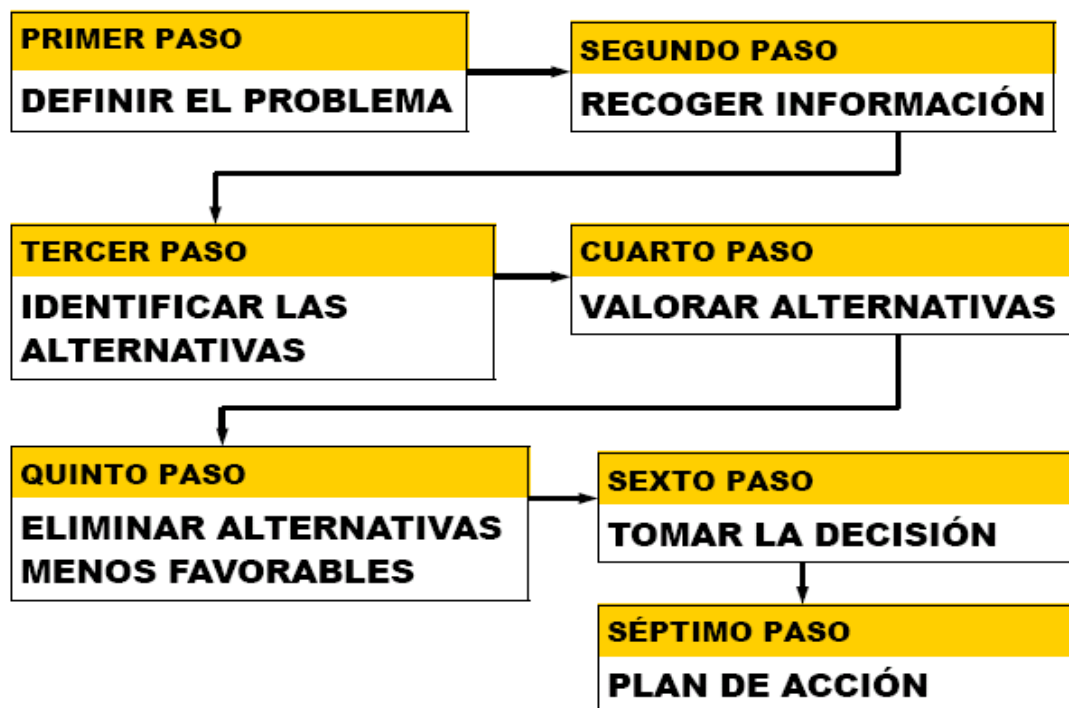 PRIMER PASO
DEFINIR EL PROBLEMA
SEGUNDO PASO
RECOGER INFORMACIÓN
TERCER PASO
IDENTIFICAR LAS
ALTERNATIVAS
CUARTO PASO
VALORAR ALTERNATIVAS
QUINTO PASO
ELIMINAR ALTERNATIVAS
MENOS FAVORABLES
SEXTO PASO
TOMAR LA DECISIÓN
SÉPTIMO PASO
PLAN DE ACCIÓN